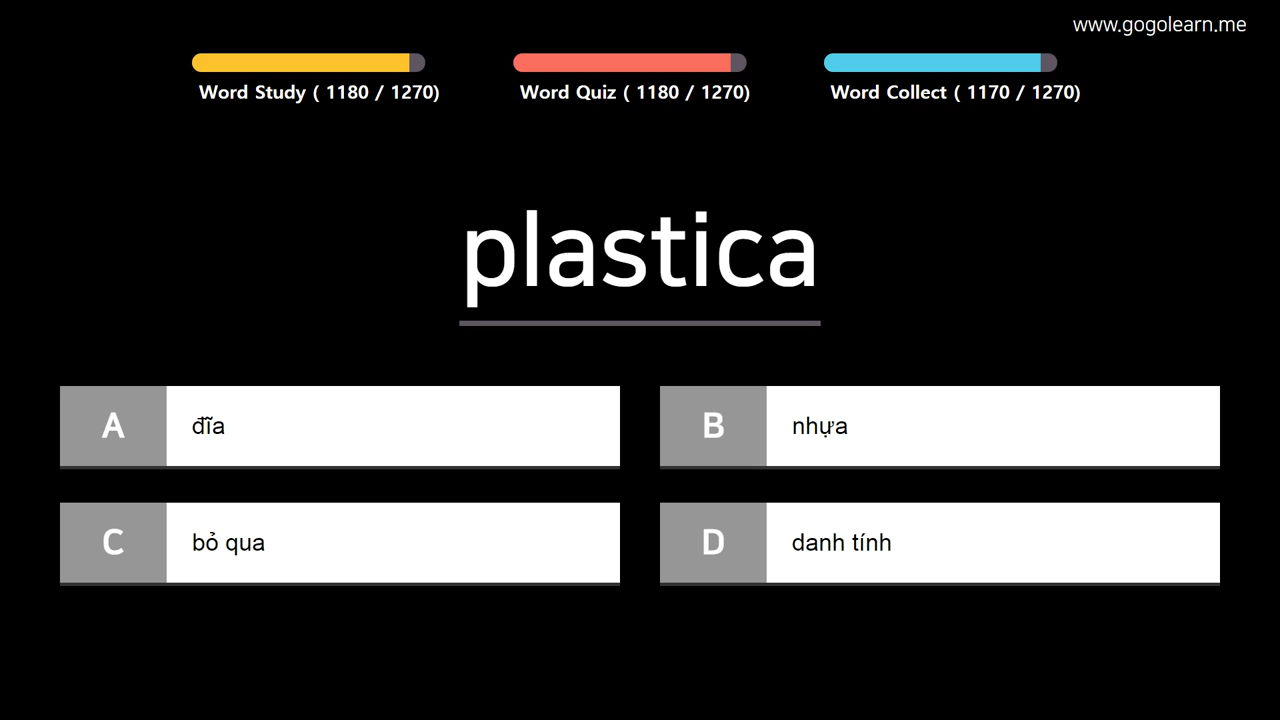 www.gogolearn.me
Word Study ( 1180 / 1270)
Word Quiz ( 1180 / 1270)
Word Collect ( 1170 / 1270)
plastica
A đĩa
B nhựa
C bỏ qua
D danh tính